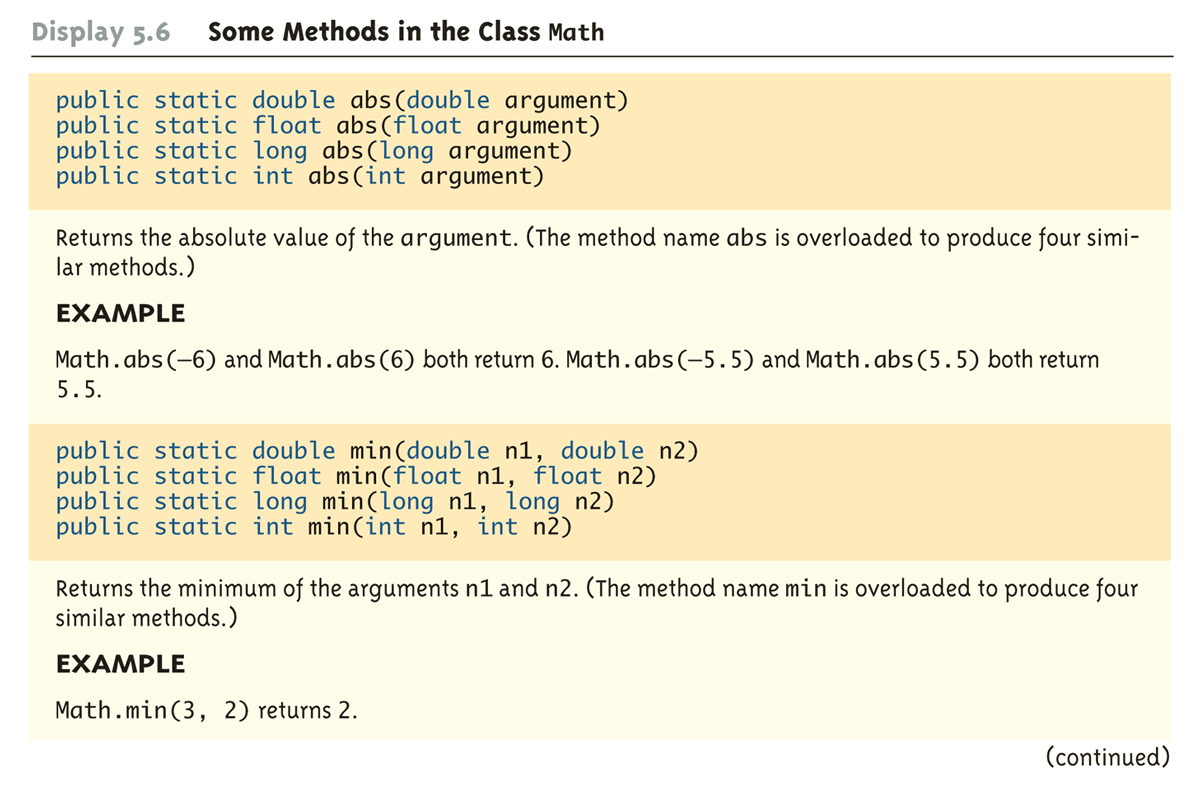 Display 5.6 Some Methods in the Class Math
public static double abs(double argument)
public static float abs(float argument)
public static long abs(long argument)
public static int abs(int argument)
Returns the absolute value of the argument. (The method name abs is overloaded to produce four simi-
lar methods.)
EXAMPLE
Math.abs(−6) and Math.abs(6) both return 6. Math.abs(−5.5) and Math.abs(5.5) both return
5.5.
public static double min(double n1, double n2)
public static float min(float n1, float n2)
public static long min(long n1, long n2)
public static int min(int n1, int n2)
Returns the minimum of the arguments n1 and n2. (The method name min is overloaded to produce four
similar methods.)
EXAMPLE
Math.min(3, 2) returns 2.
(continued)